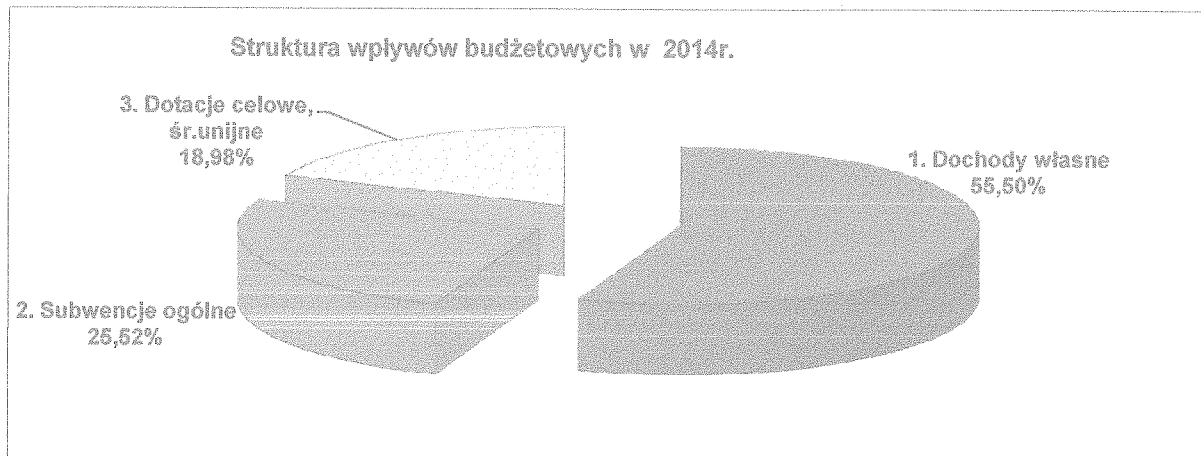 Struktura wpływów budżetowych w 2014r.
3. Dotacje celowe,
śr.unijne
18,98%
1. Dochody własne
55,50%
2. Subwencje ogólne
25,52%